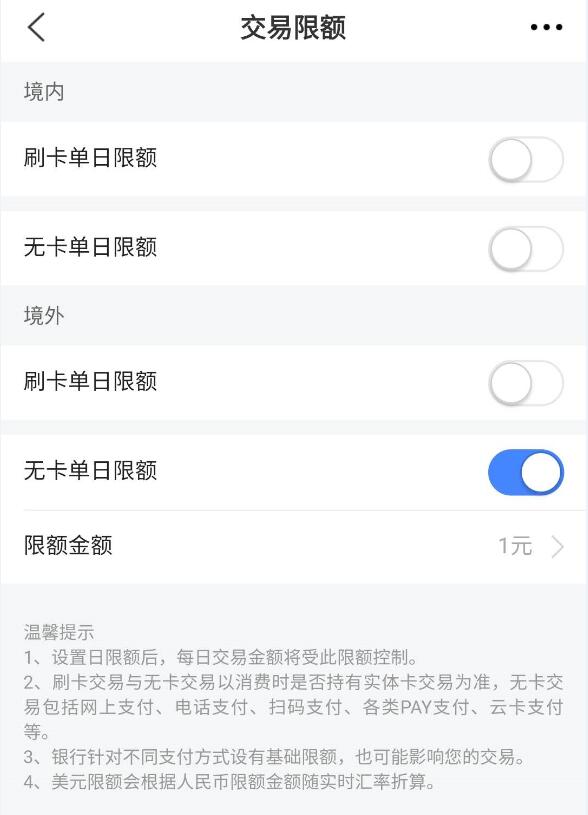 交易限额
境内
刷卡单日限额
无卡单日限额
境外
刷卡单日限额
无卡单日限额
限额金额 1元
温馨提示
1、设置日限额后，每日交易金额将受此限额控制。
2、刷卡交易与无卡交易以消费时是否持有实体卡交易为准，无卡交
易包括网上支付、电话支付、扫码支付、各类PAY支付、云卡支付
等。
3、银行针对不同支付方式设有基础限额，也可能影响您的交易。
4、美元限额会根据人民币限额金额随实时汇率折算。